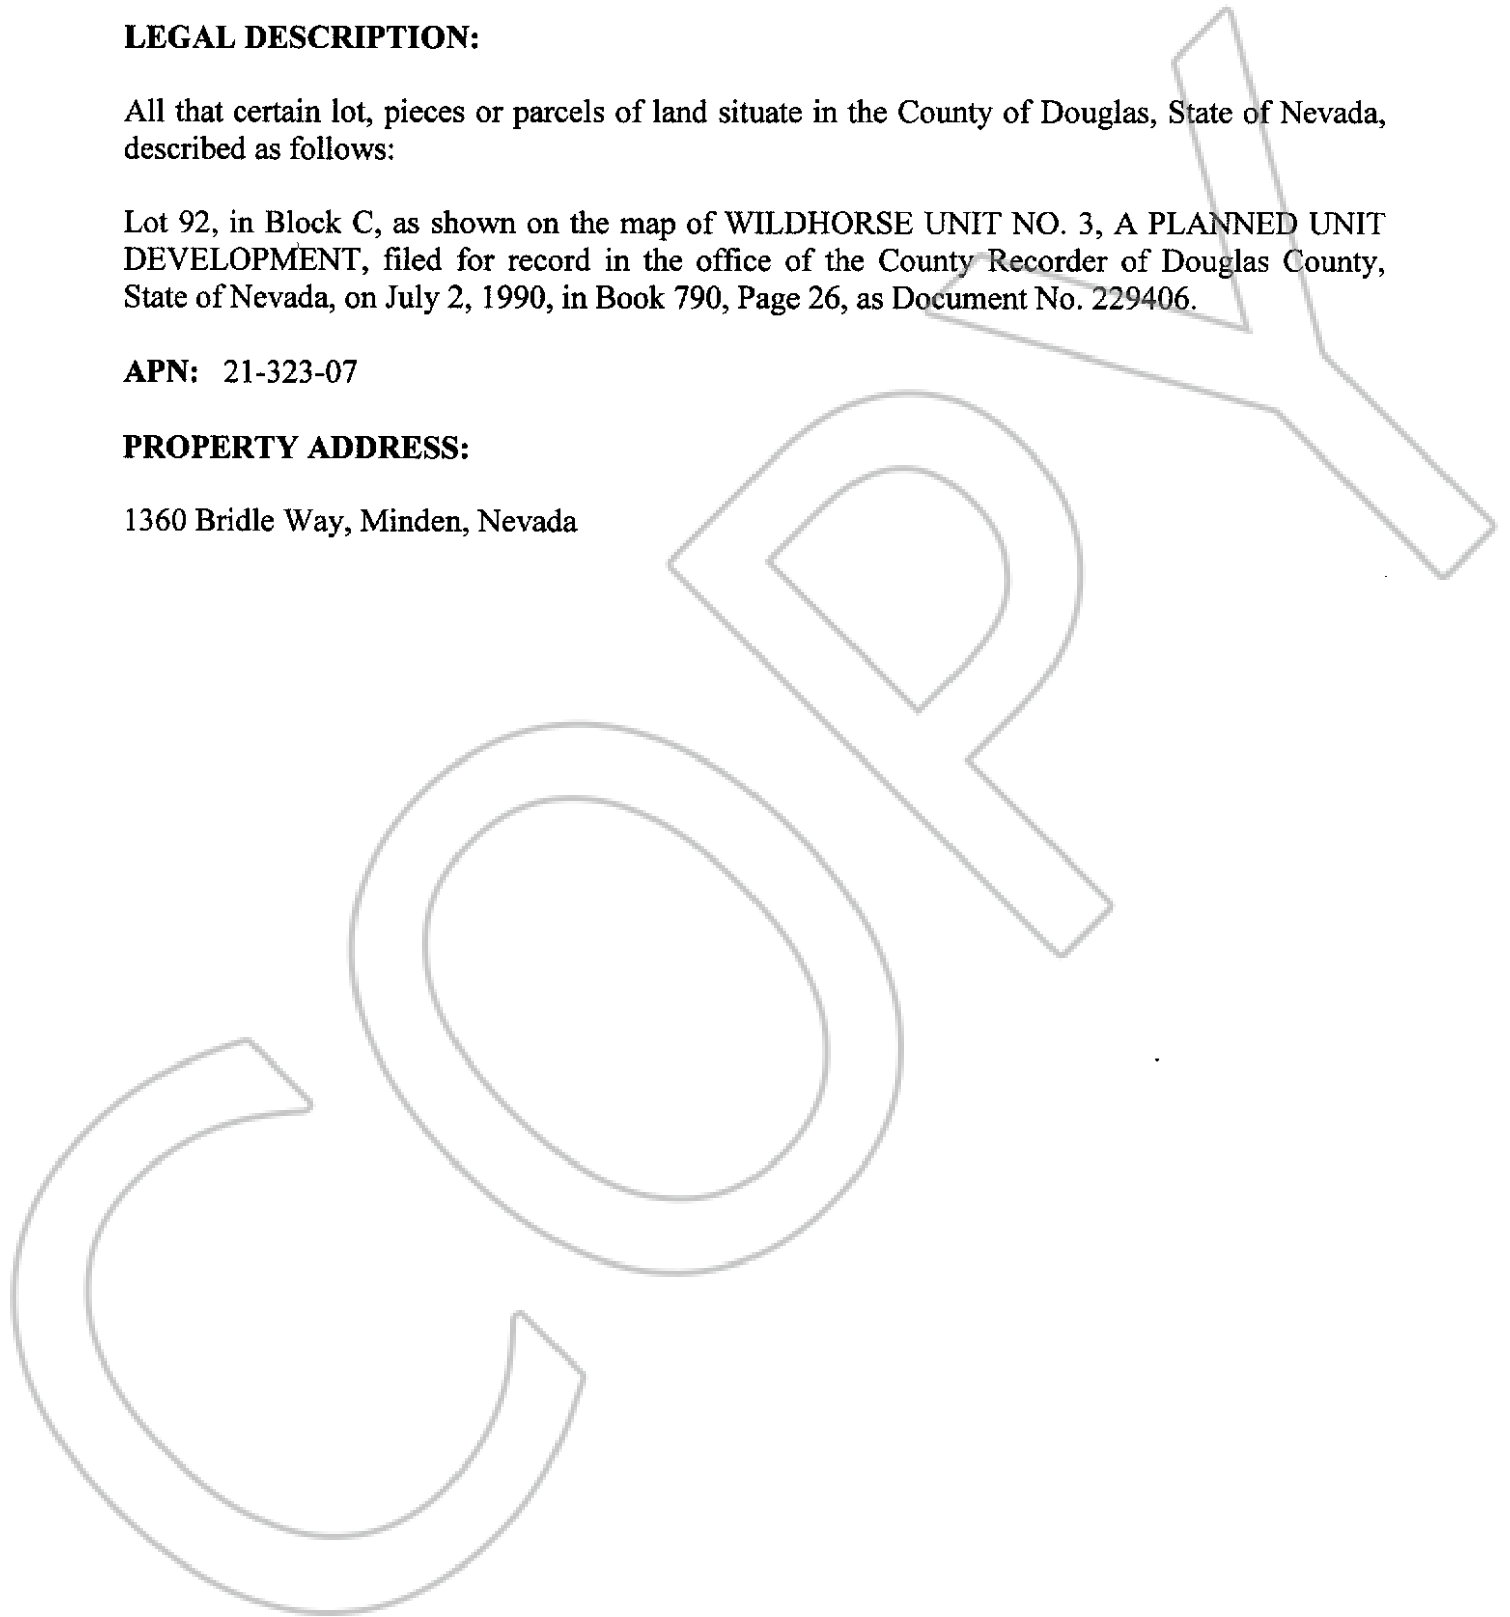 LEGAL DESCRIPTION:
All that certain lot, pieces or parcels of land situate in the County of Douglas, State of Nevada,
described as follows:
Lot 92, in Block C, as shown on the map of WILDHORSE UNIT NO. 3, A PLANNED UNIT
DEVELOPMENT, filed for record in the office of the County Recorder of Douglas County,
State of Nevada, on July 2, 1990, in Book 790, Page 26, as Document No. 229406.
APN: 21-323-07
PROPERTY ADDRESS:
1360 Bridle Way, Minden, Nevada
COPY